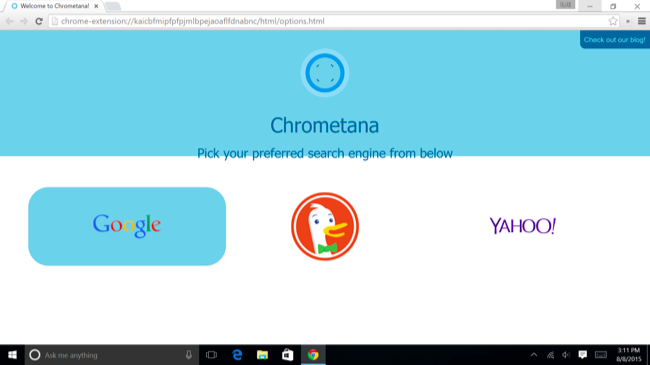 Welcome to Chrometana!
chrome-extension://kaicbfmipfpfpjmlbpejaoaflfdnabnc/html/options.html
Check out our blog!
Chrometana
Pick your preferred search engine from below
Google
YAHOO!
Ask me anything
3:11 PM
8/8/2015